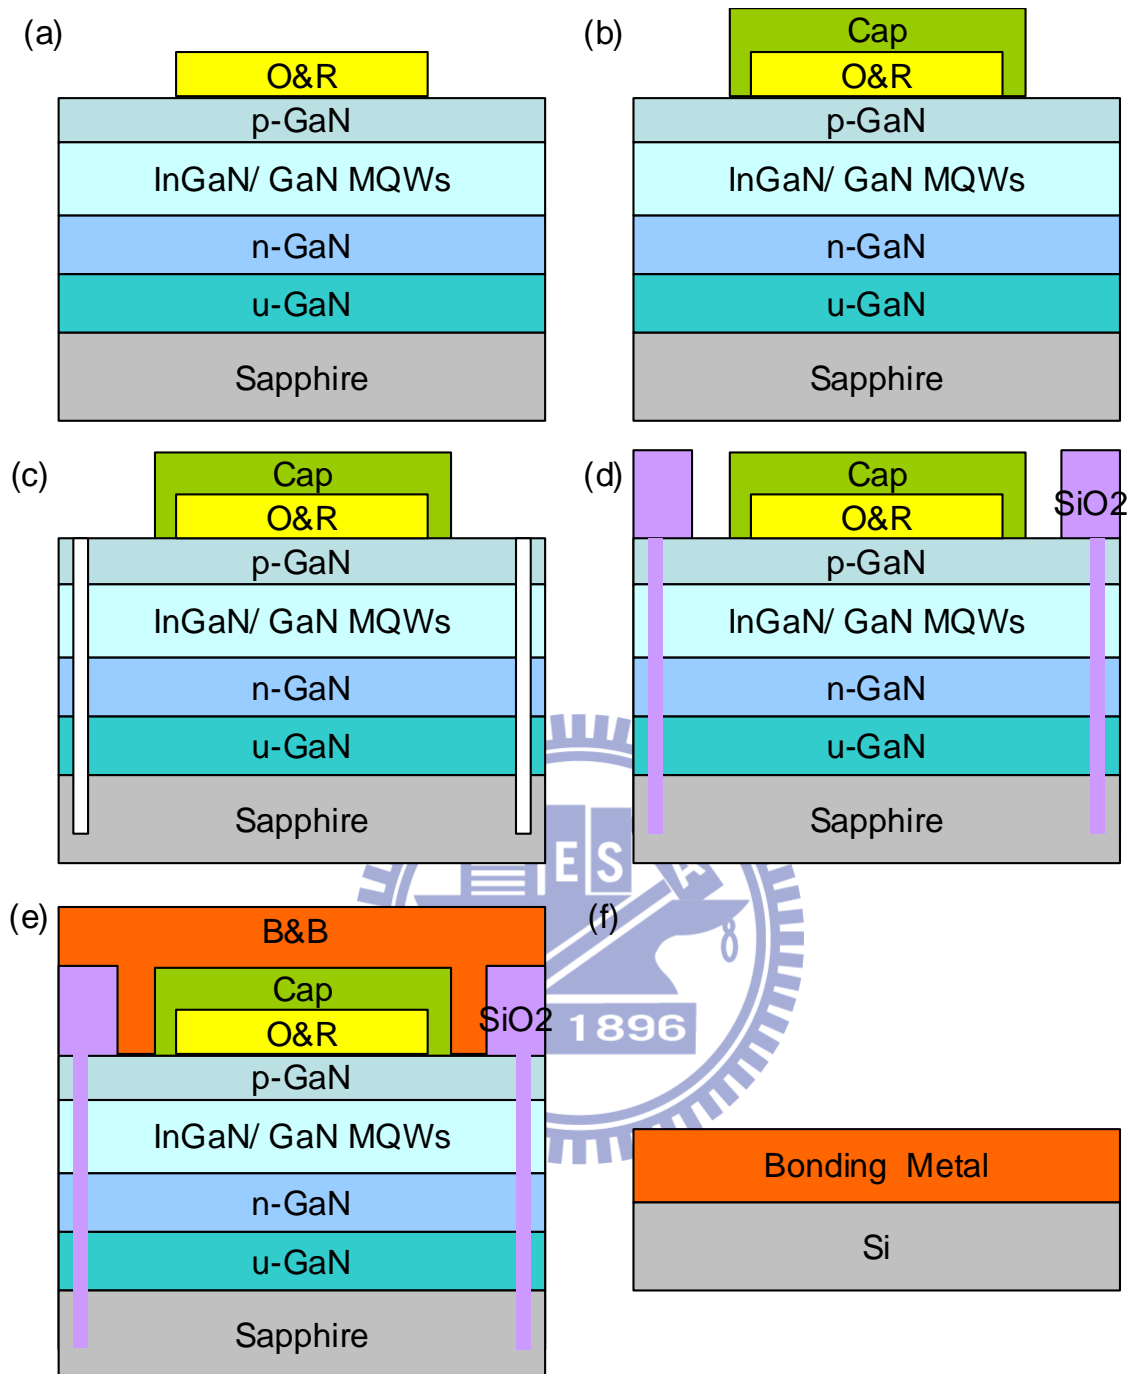 (a)
O&R
p-GaN
InGaN/ GaN MQWs
n-GaN
u-GaN
Sapphire
(b)
Cap
O&R
p-GaN
InGaN/ GaN MQWs
n-GaN
u-GaN
Sapphire
(c)
Cap
O&R
p-GaN
InGaN/ GaN MQWs
n-GaN
u-GaN
Sapphire
(d)
Cap
SiO2
O&R
p-GaN
InGaN/ GaN MQWs
n-GaN
u-GaN
Sapphire
(e)
B&B
Cap
SiO2
O&R
p-GaN
InGaN/ GaN MQWs
n-GaN
u-GaN
Sapphire
(f)
Bonding Metal
Si
ES
A
1896